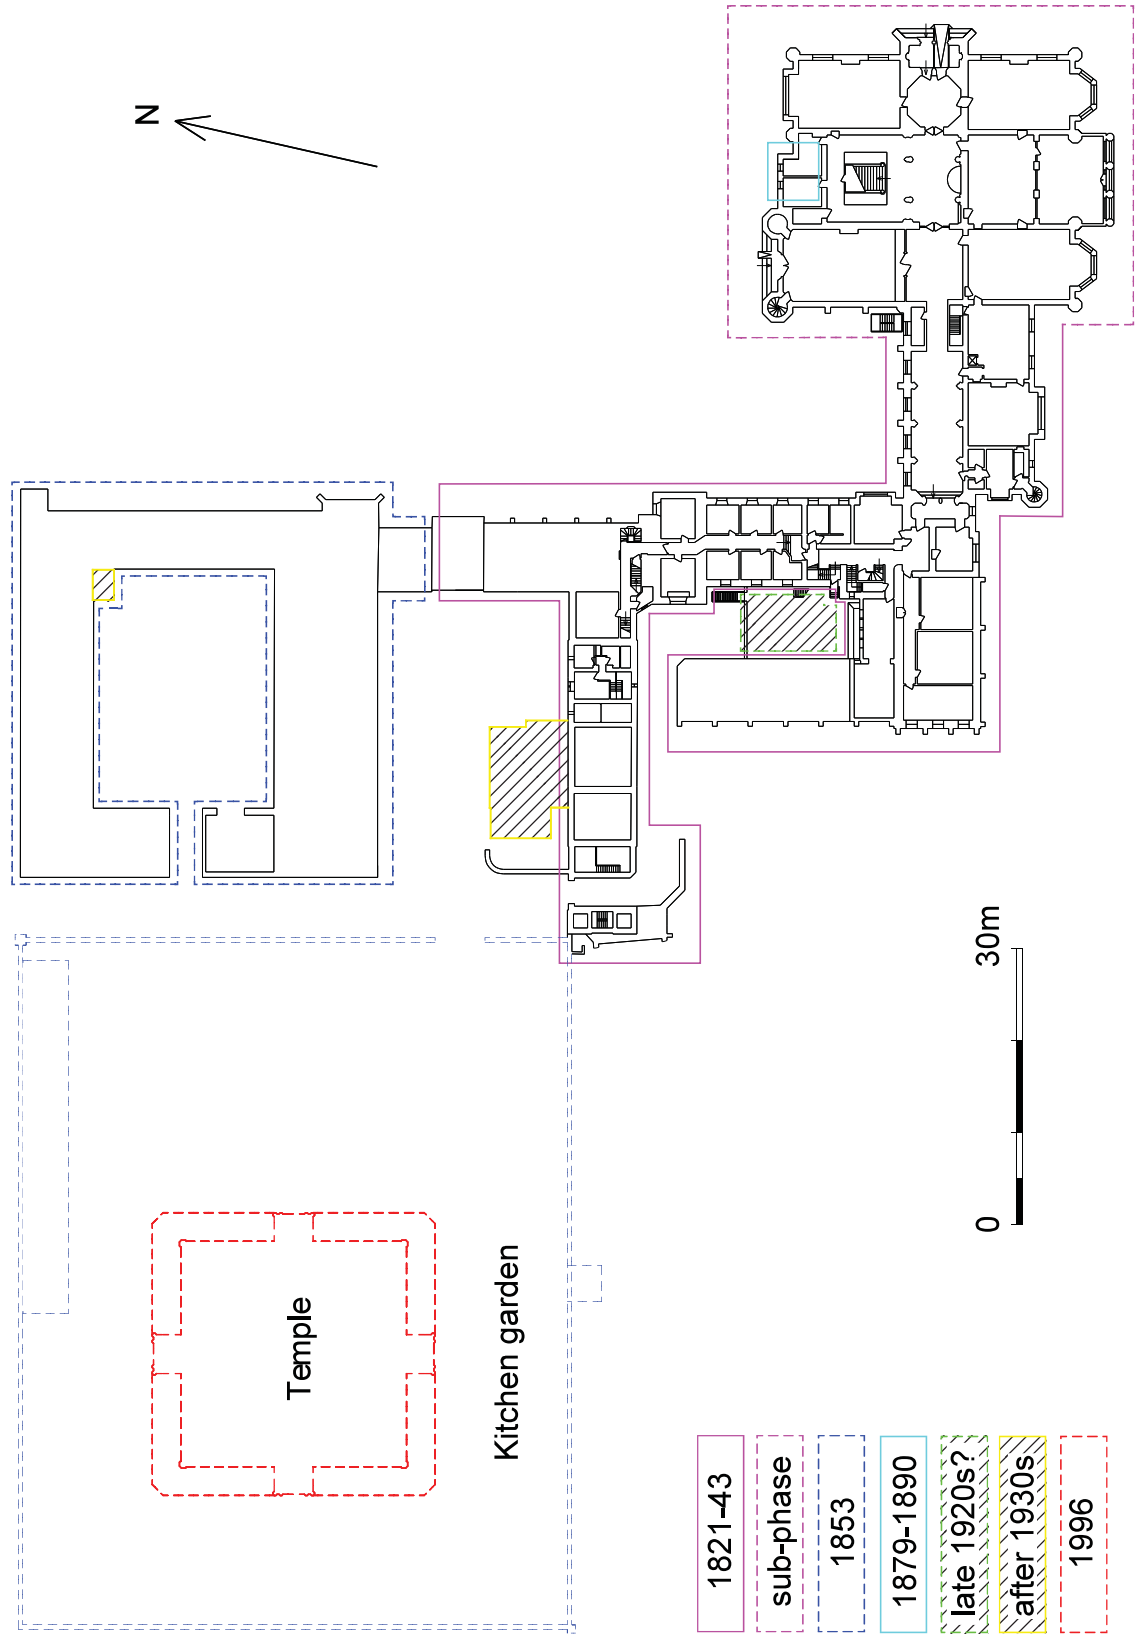 N
Temple
Kitchen garden
0
30m
1821-43
sub-phase
1853
1879-1890
late 1920s?
after 1930s
1996